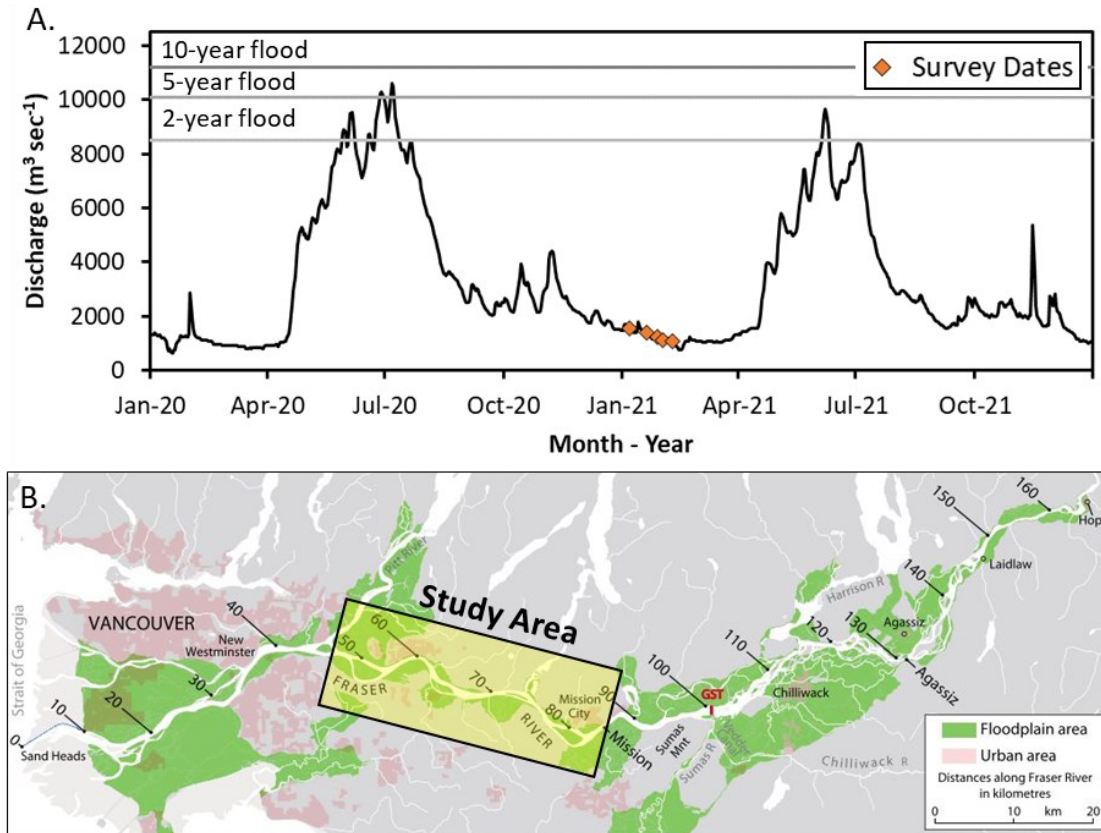 A.
12000
10000
8000
6000
4000
2000
0
Discharge (m³ sec⁻¹)
10-year flood
5-year flood
2-year flood
Survey Dates
Jan-20 Apr-20 Jul-20 Oct-20 Jan-21 Apr-21 Jul-21 Oct-21
Month - Year
B.
Strait of Georgia
0
Sand Heads
10
20
30
40
VANCOUVER
New
Westminster
Pitt River
Study Area
50
60
70
80
90
FRASER
RIVER
Mission
City
Mission
100
GST
Sumas
Mnt
Sumas R
110
Chilliwack
Chilliwack R
Harrison R
120
130
Agassiz
Agassiz
140
150
Laidlaw
160
Hop
Floodplain area
Urban area
Distances along Fraser River
in kilometres
0 10 km 20